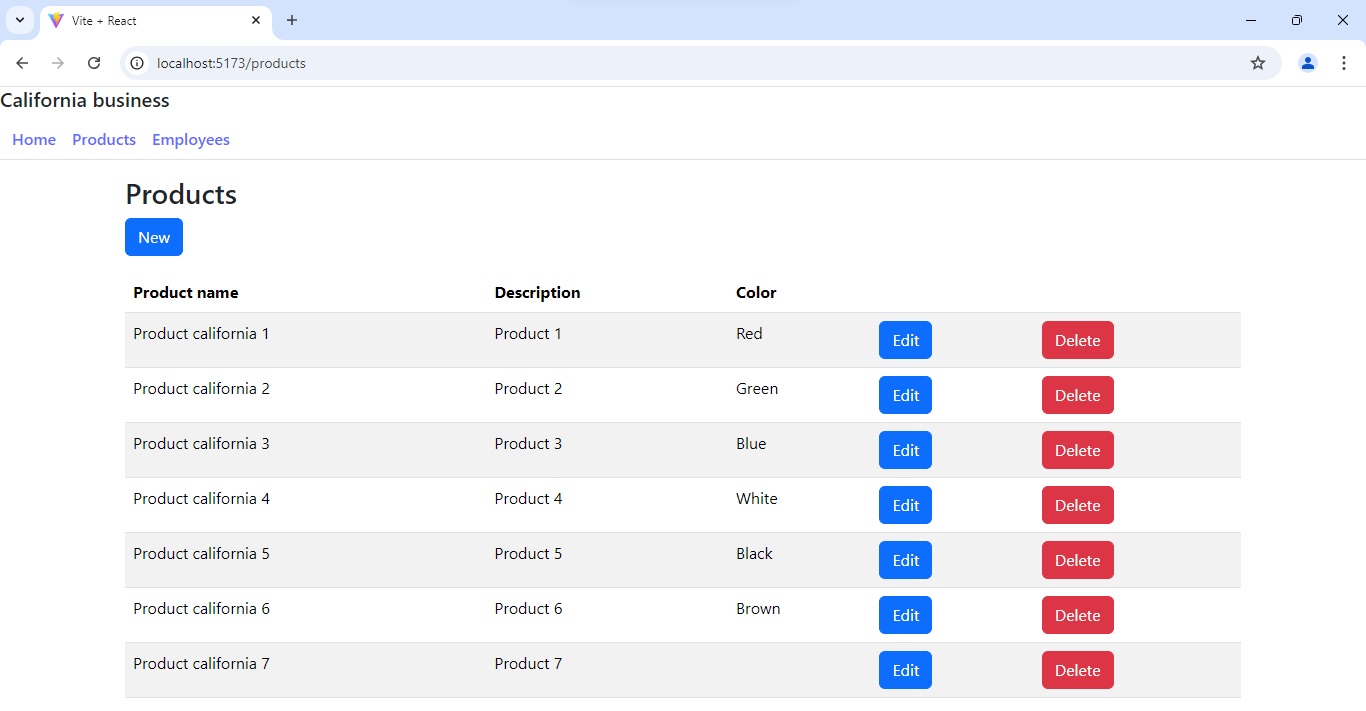 Vite + React
localhost:5173/products
California business
Home Products Employees
Products
New
Product name Description Color
Product california 1 Product 1 Red Edit Delete
Product california 2 Product 2 Green Edit Delete
Product california 3 Product 3 Blue Edit Delete
Product california 4 Product 4 White Edit Delete
Product california 5 Product 5 Black Edit Delete
Product california 6 Product 6 Brown Edit Delete
Product california 7 Product 7 Edit Delete